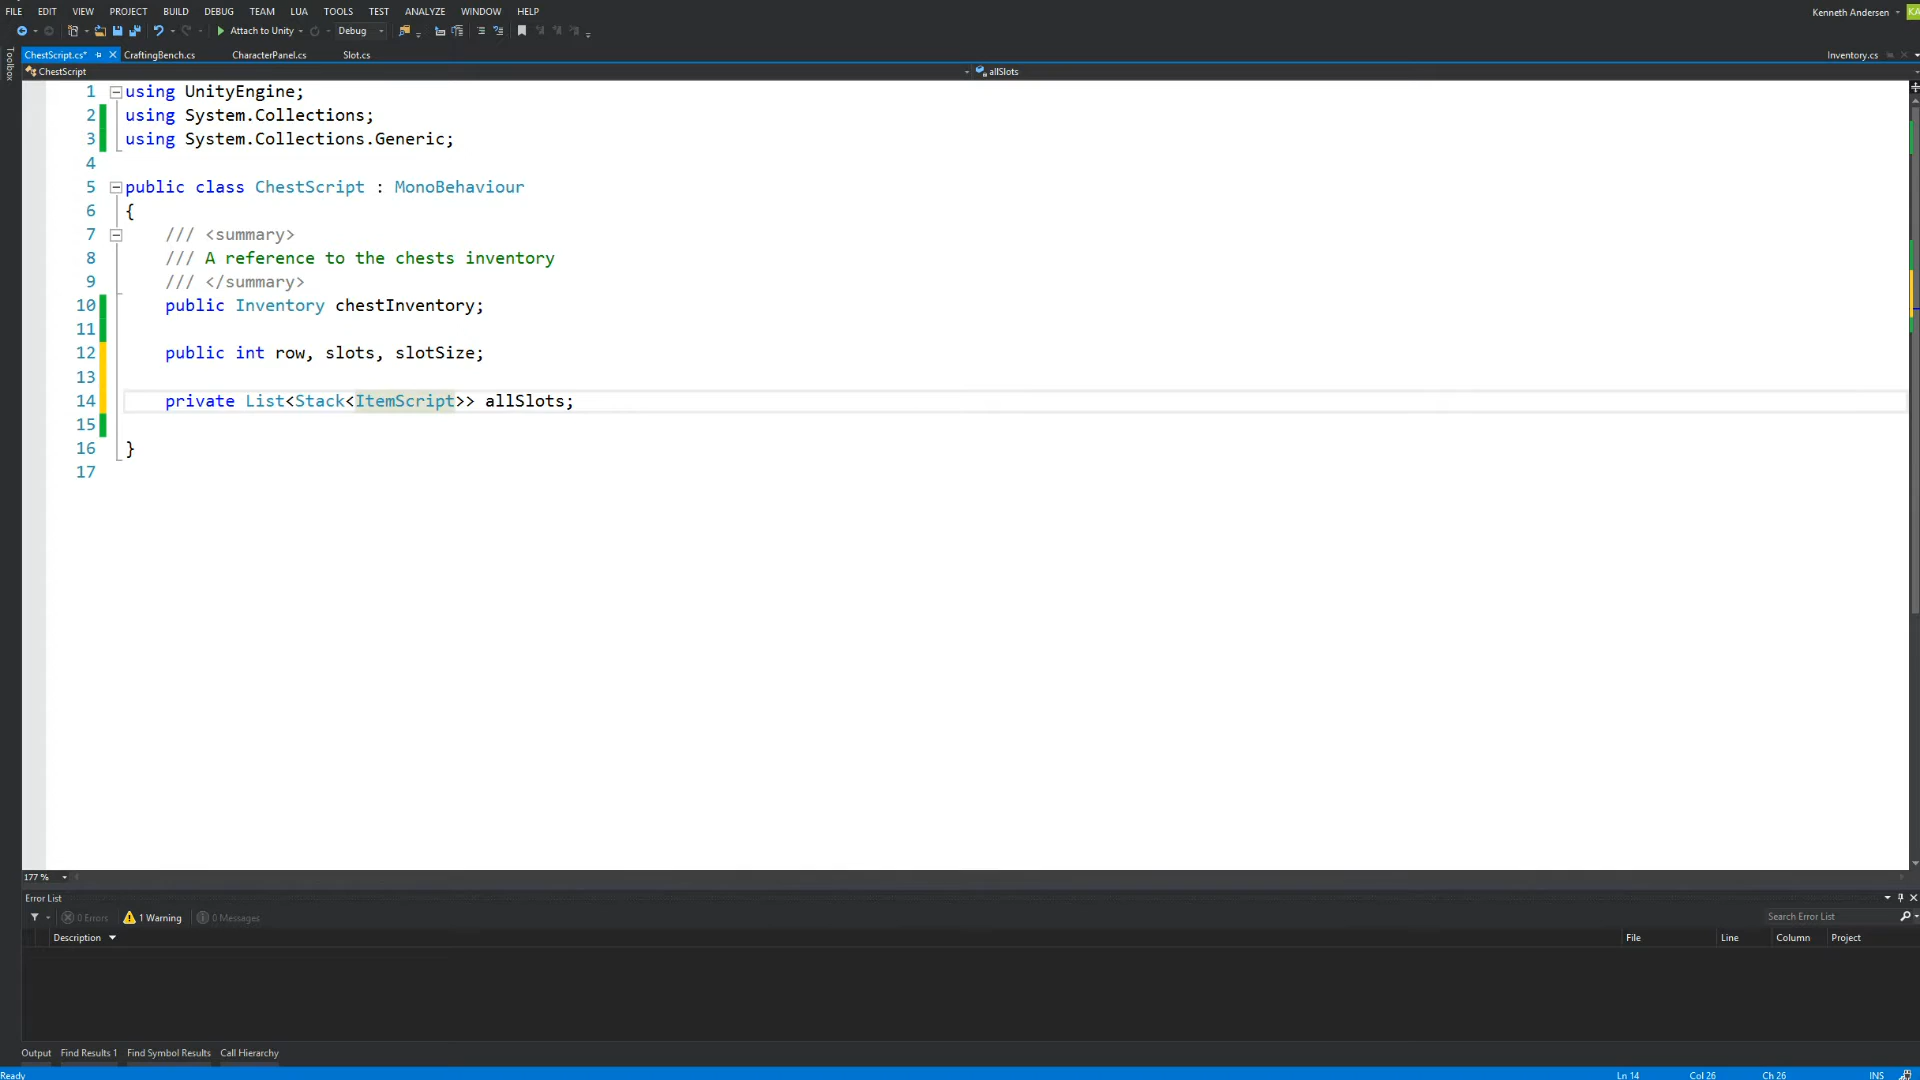 FILE EDIT VIEW PROJECT BUILD DEBUG TEAM LUA TOOLS TEST ANALYZE WINDOW HELP Kenneth Andersen KA
Attach to Unity Debug
ChestScript.cs* CraftingBench.cs CharacterPanel.cs Slot.cs Inventory.cs
Toolbox
ChestScript allSlots
1 using UnityEngine;
2 using System.Collections;
3 using System.Collections.Generic;
4
5 public class ChestScript : MonoBehaviour
6 {
7 /// <summary>
8 /// A reference to the chests inventory
9 /// </summary>
10 public Inventory chestInventory;
11
12 public int row, slots, slotSize;
13
14 private List<Stack<ItemScript>> allSlots;
15
16 }
17
177 %
Error List
0 Errors 1 Warning 0 Messages Search Error List
Description File Line Column Project
Output Find Results 1 Find Symbol Results Call Hierarchy
Ready Ln 14 Col 26 Ch 26 INS